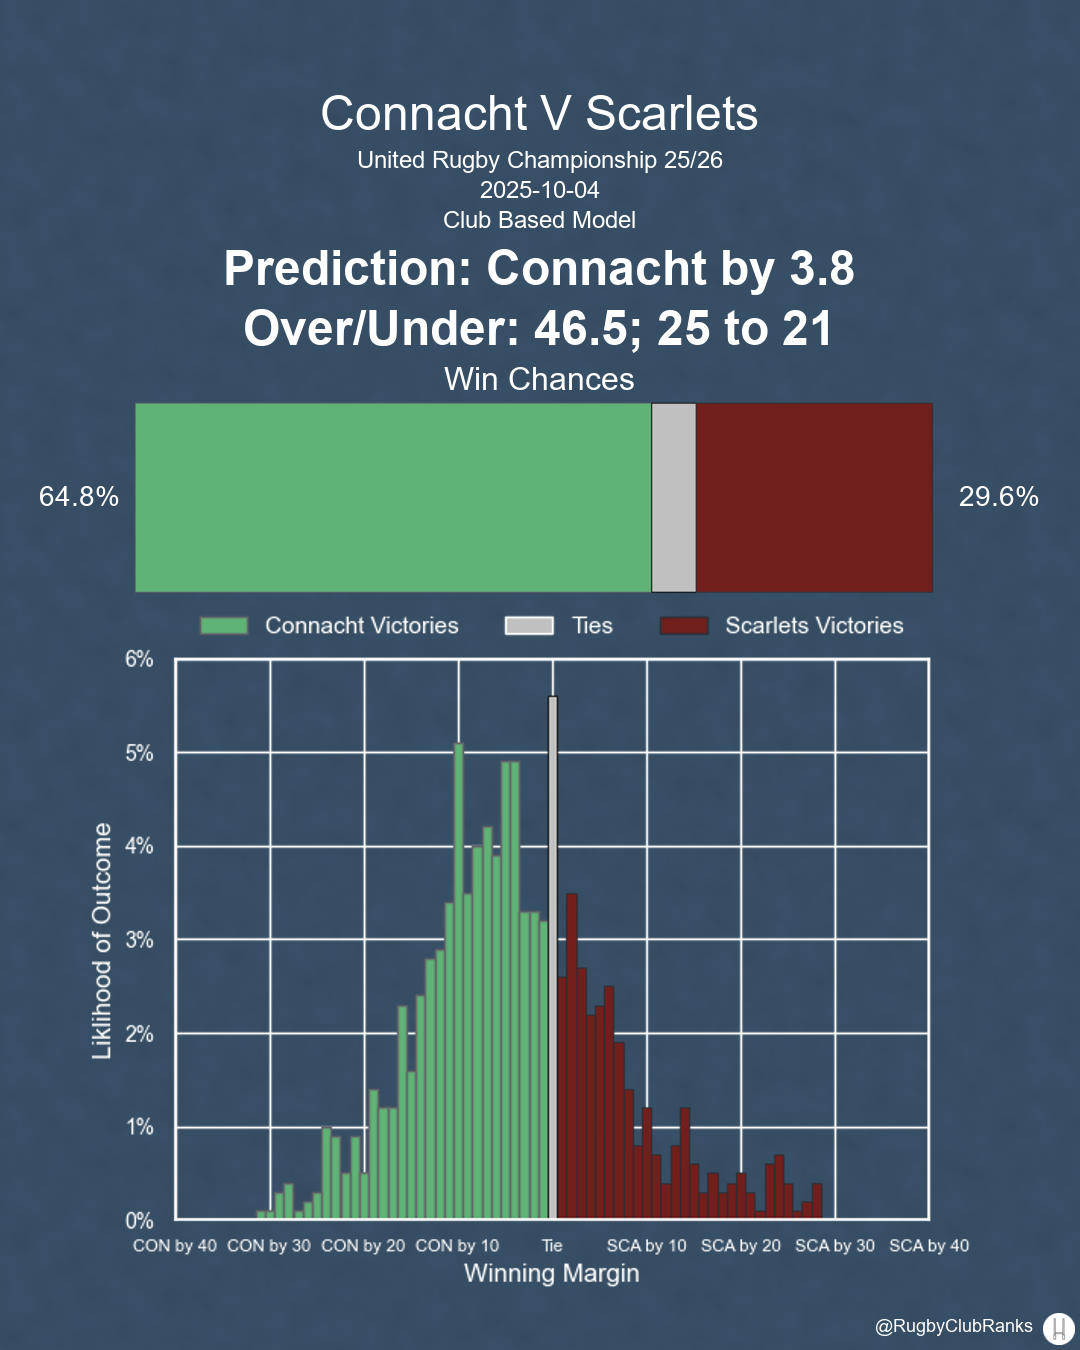 Connacht V Scarlets
United Rugby Championship 25/26
2025-10-04
Club Based Model
Prediction: Connacht by 3.8
Over/Under: 46.5; 25 to 21
Win Chances
64.8%
29.6%
Connacht Victories Ties Scarlets Victories
6%
5%
4%
3%
2%
1%
0%
Liklihood of Outcome
CON by 40 CON by 30 CON by 20 CON by 10 Tie SCA by 10 SCA by 20 SCA by 30 SCA by 40
Winning Margin
@RugbyClubRanks